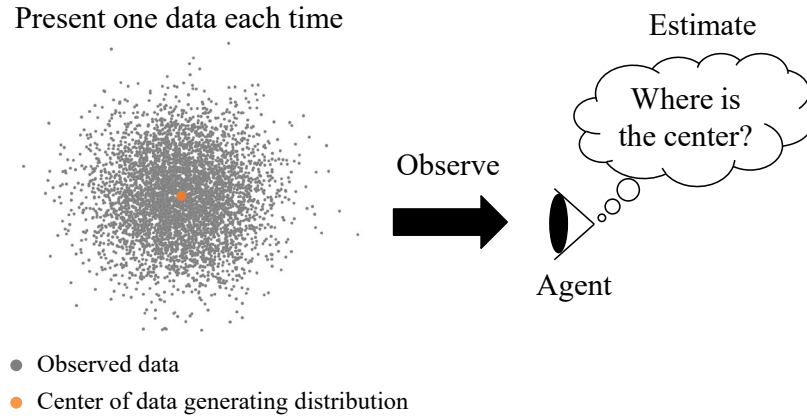 Present one data each time
Estimate
Where is
the center?
Observe
Agent
Observed data
Center of data generating distribution